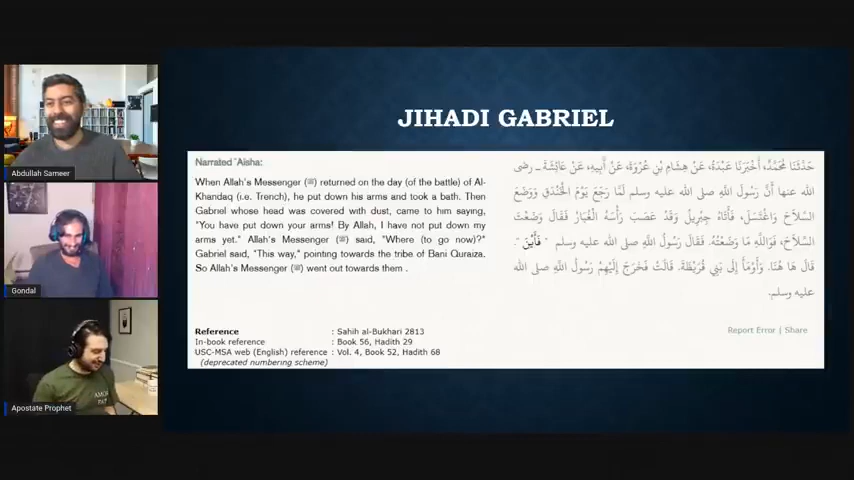 JIHADI GABRIEL
Narrated `Aisha:
When Allah's Messenger (ﷺ) returned on the day (of the battle) of Al-
Khandaq (i.e. Trench), he put down his arms and took a bath. Then
Gabriel whose head was covered with dust, came to him saying,
"You have put down your arms! By Allah, I have not put down my
arms yet." Allah's Messenger (ﷺ) said, "Where (to go now)?"
Gabriel said, "This way," pointing towards the tribe of Bani Quraiza.
So Allah's Messenger (ﷺ) went out towards them .
حَدَّثَنَا مُحَمَّدٌ، أَخْبَرَنَا عَبْدَةُ، عَنْ هِشَامِ بْنِ عُرْوَةَ، عَنْ أَبِيهِ، عَنْ عَائِشَةَ ـ رضى
الله عنها أَنَّ رَسُولَ اللَّهِ صلى الله عليه وسلم لَمَّا رَجَعَ يَوْمَ الْخَنْدَقِ وَوَضَعَ
السِّلاَحَ وَاغْتَسَلَ، فَأَتَاهُ جِبْرِيلُ وَقَدْ عَصَبَ رَأْسَهُ الْغُبَارُ فَقَالَ وَضَعْتَ
السِّلاَحَ، فَوَاللَّهِ مَا وَضَعْتُهُ‏.‏ فَقَالَ رَسُولُ اللَّهِ صلى الله عليه وسلم ‏"‏ فَأَيْنَ ‏"‏‏.‏
قَالَ هَا هُنَا‏.‏ وَأَوْمَأَ إِلَى بَنِي قُرَيْظَةَ‏.‏ قَالَتْ فَخَرَجَ إِلَيْهِمْ رَسُولُ اللَّهِ صلى الله
عليه وسلم‏.‏
Reference : Sahih al-Bukhari 2813
In-book reference : Book 56, Hadith 29
USC-MSA web (English) reference : Vol. 4, Book 52, Hadith 68
(deprecated numbering scheme)
Report Error | Share
Abdullah Sameer
Gondal
Apostate Prophet